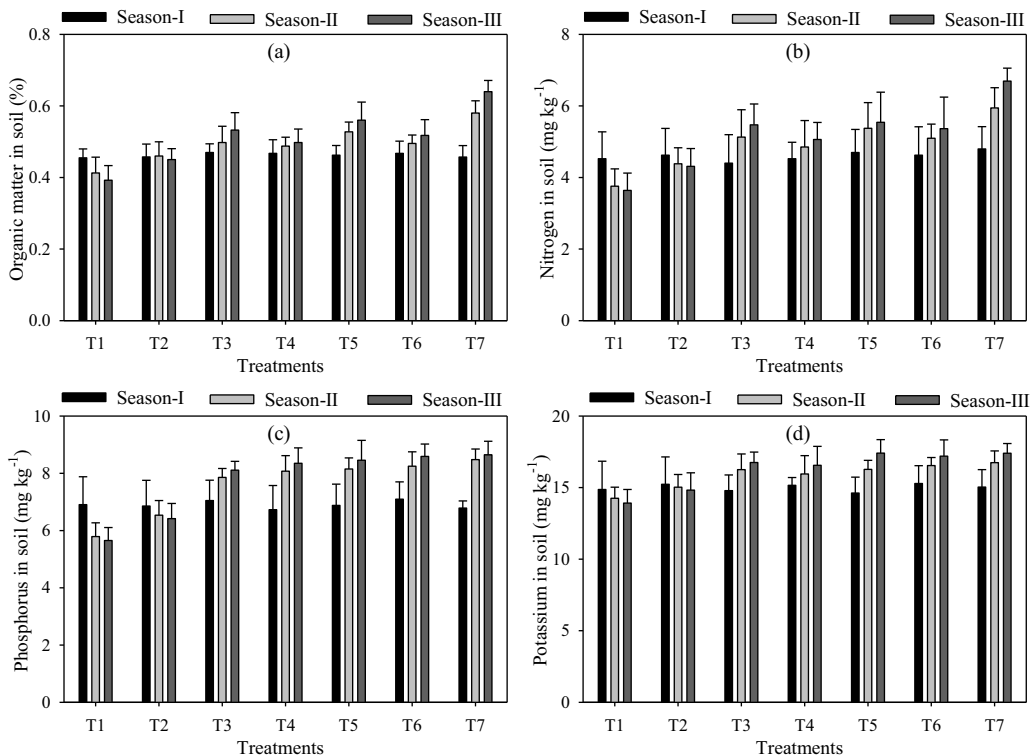 Season-I Season-II Season-III
(a)
Organic matter in soil (%)
0.8
0.6
0.4
0.2
0.0
T1 T2 T3 T4 T5 T6 T7
Treatments
Season-I Season-II Season-III
(b)
Nitrogen in soil (mg kg-1)
8
6
4
2
0
T1 T2 T3 T4 T5 T6 T7
Treatments
Season-I Season-II Season-III
(c)
Phosphorus in soil (mg kg-1)
10
8
6
4
2
0
T1 T2 T3 T4 T5 T6 T7
Treatments
Season-I Season-II Season-III
(d)
Potassium in soil (mg kg-1)
20
15
10
5
0
T1 T2 T3 T4 T5 T6 T7
Treatments